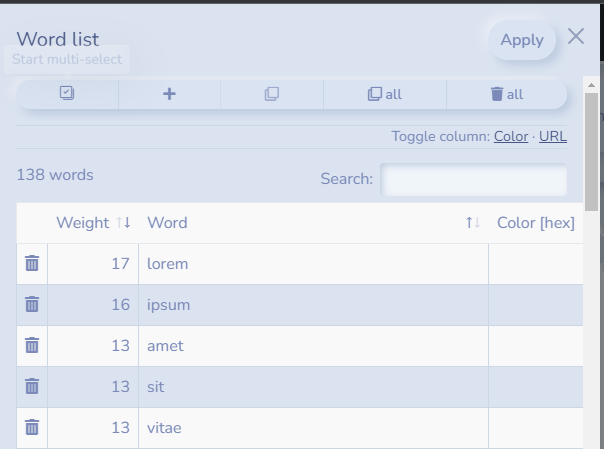 Word list
Apply
Start multi-select
all
all
Toggle column: Color · URL
138 words
Search:
Weight Word Color [hex]
17 lorem
16 ipsum
13 amet
13 sit
13 vitae